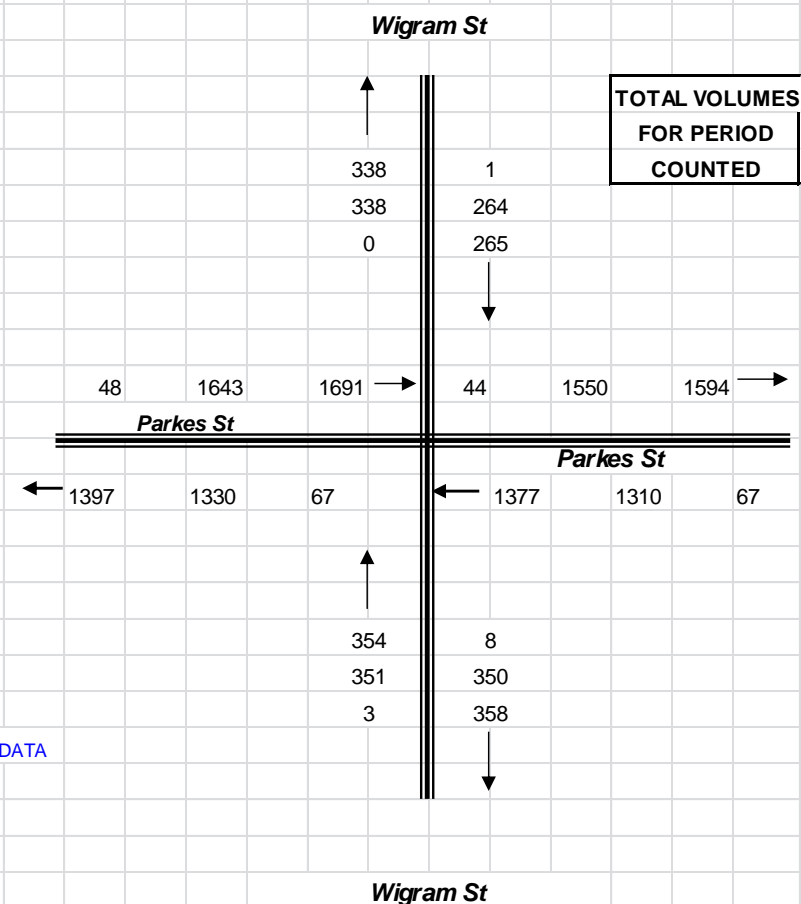 Wigram St
TOTAL VOLUMES
FOR PERIOD
COUNTED
338 1
338 264
0 265
48 1643 1691 44 1550 1594
Parkes St
Parkes St
1397 1330 67 1377 1310 67
354 8
351 350
3 358
DATA
Wigram St